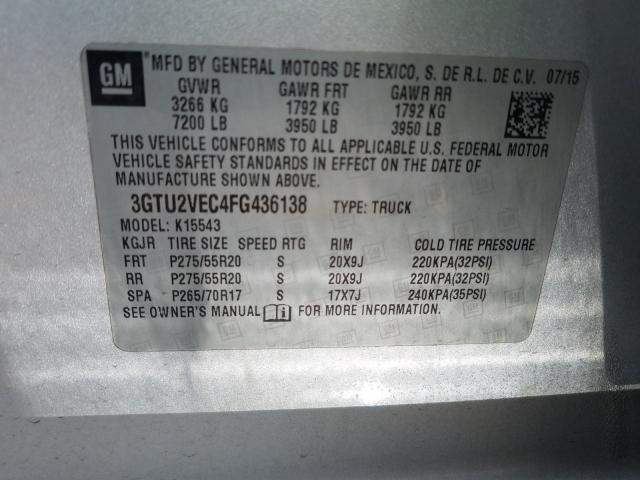 GM
*MFD BY GENERAL MOTORS DE MEXICO, S. DE R.L. DE C.V. 07/15
GVWR GAWR FRT GAWR RR
3266 KG 1792 KG 1792 KG
7200 LB 3950 LB 3950 LB
THIS VEHICLE CONFORMS TO ALL APPLICABLE U.S. FEDERAL MOTOR
VEHICLE SAFETY STANDARDS IN EFFECT ON THE DATE OF
MANUFACTURE SHOWN ABOVE.
3GTU2VEC4FG436138 TYPE: TRUCK
MODEL: K15543
KGJR TIRE SIZE SPEED RTG RIM COLD TIRE PRESSURE
FRT P275/55R20 S 20X9J 220KPA(32PSI)
RR P275/55R20 S 20X9J 220KPA(32PSI)
SPA P265/70R17 S 17X7J 240KPA(35PSI)
SEE OWNER'S MANUAL FOR MORE INFORMATION.